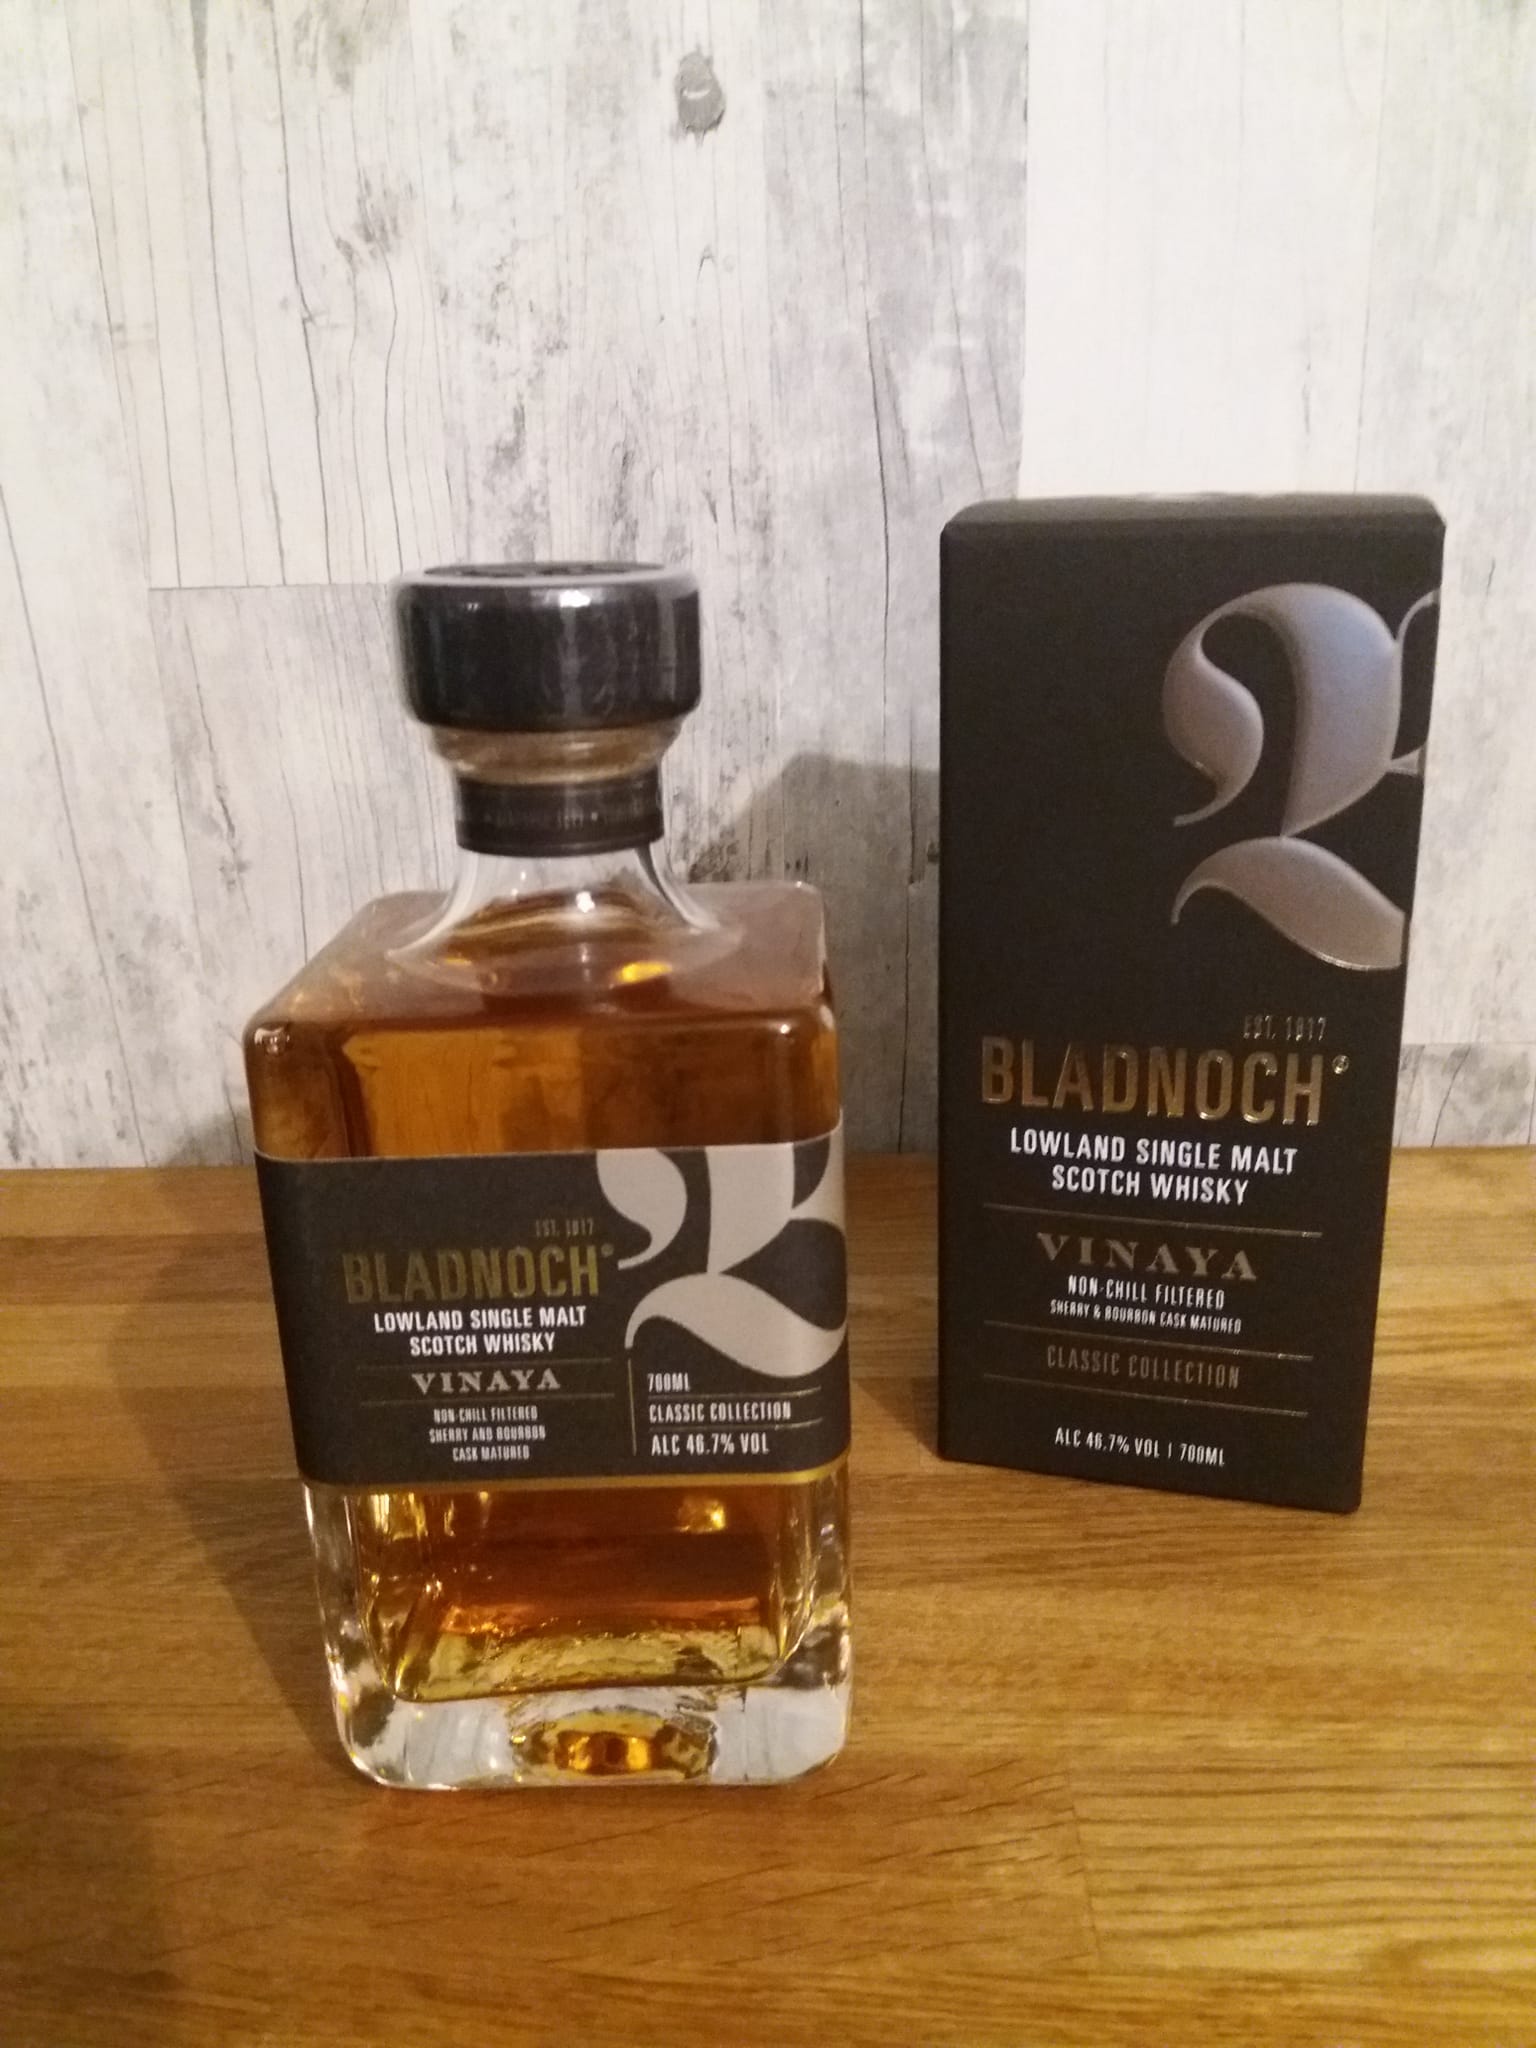 EST. 1817
BLADNOCH®
LOWLAND SINGLE MALT
SCOTCH WHISKY
VINAYA
NON-CHILL FILTERED
SHERRY AND BOURBON
CASK MATURED
700ML
CLASSIC COLLECTION
ALC 46.7% VOL
EST. 1817
BLADNOCH®
LOWLAND SINGLE MALT
SCOTCH WHISKY
VINAYA
NON-CHILL FILTERED
SHERRY & BOURBON CASK MATURED
CLASSIC COLLECTION
ALC 46.7% VOL | 700ML